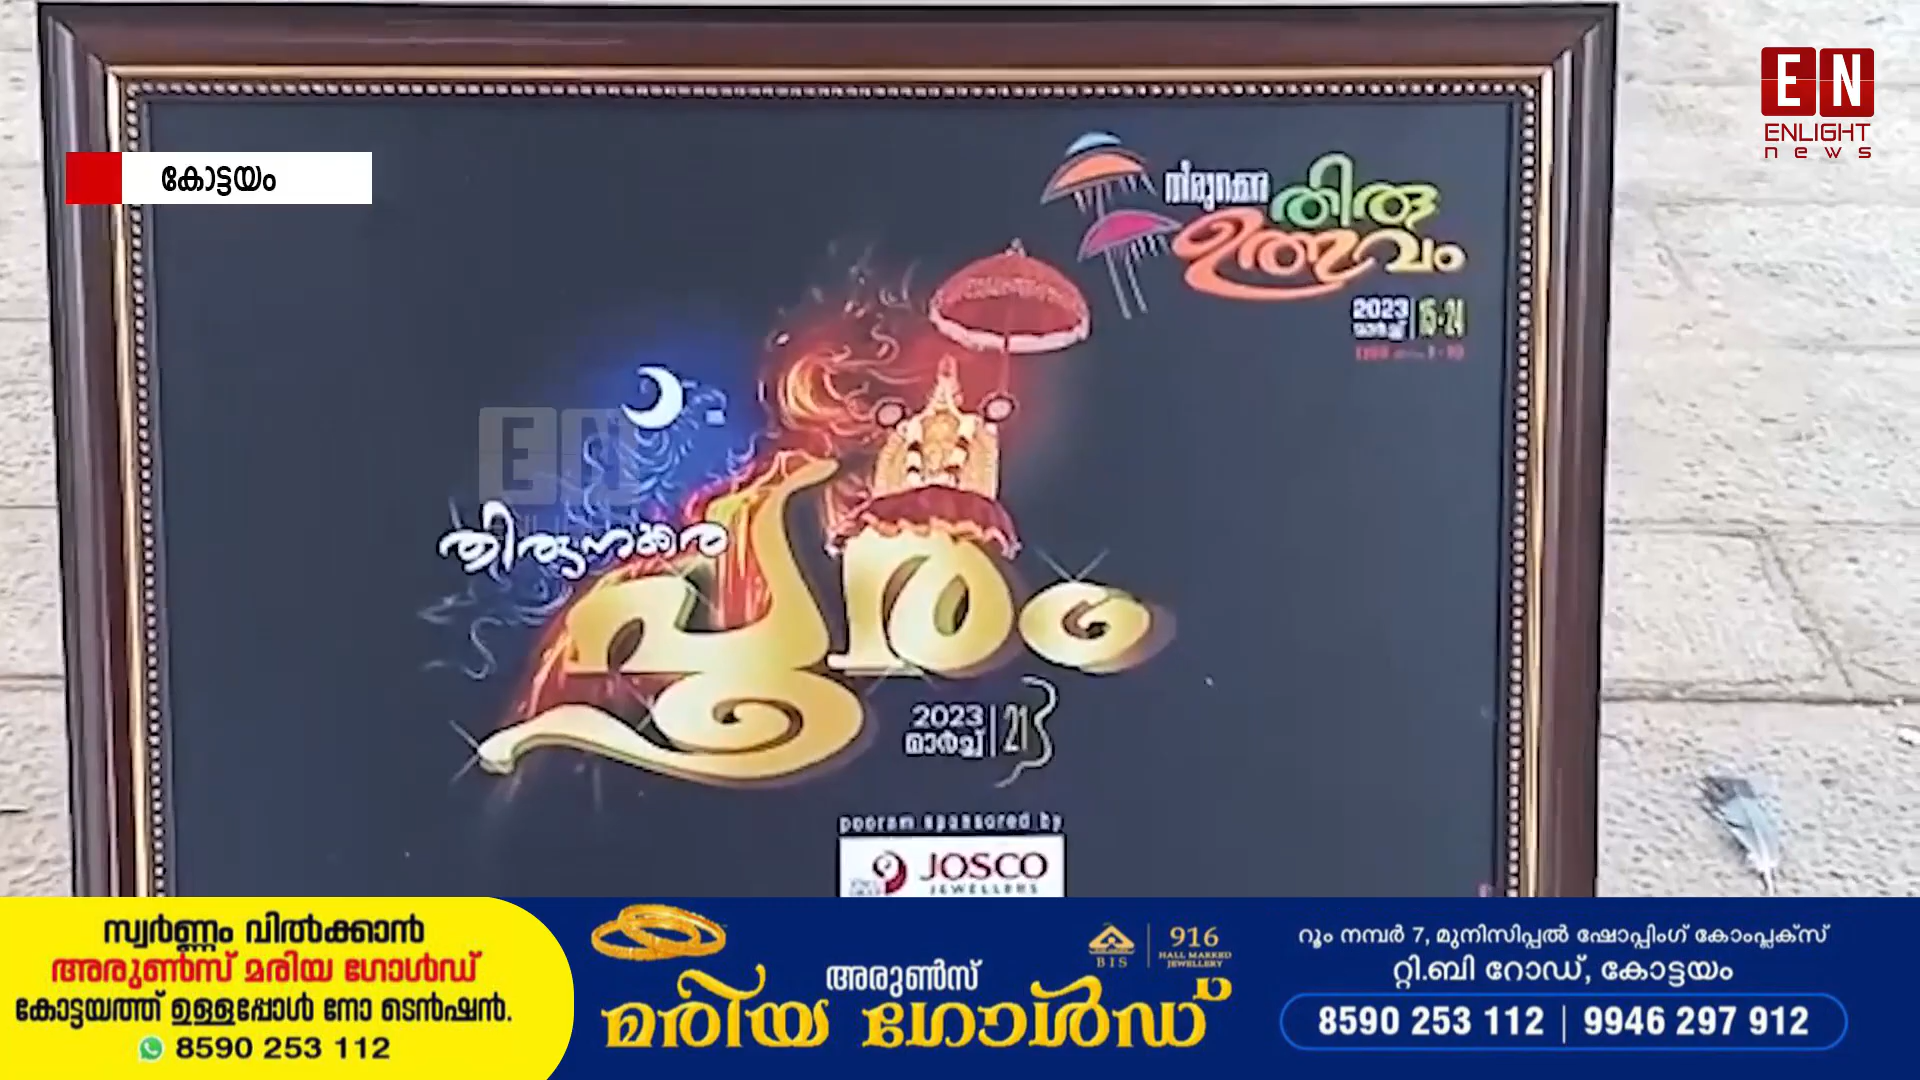 EN
ENLIGHT
news
കോട്ടയം
തിരു
ഉത്സവം
2023
മാർച്ച് | 15-24
EN
തിരുനക്കര
പൂരം
2023
മാർച്ച് | 21
pooram sponsored by
JOSCO
JEWELLERS
സ്വർണ്ണം വിൽക്കാൻ
അരുൺസ് മരിയ ഗോൾഡ്
കോട്ടയത്ത് ഉള്ളപ്പോൾ നോ ടെൻഷൻ.
8590 253 112
അരുൺസ്
മരിയ ഗോൾഡ്
BIS
916
HALL MARKED
JEWELLERY
റൂം നമ്പർ 7, മുനിസിപ്പൽ ഷോപ്പിംഗ് കോംപ്ലക്സ്
റ്റി.ബി റോഡ്, കോട്ടയം
8590 253 112 | 9946 297 912